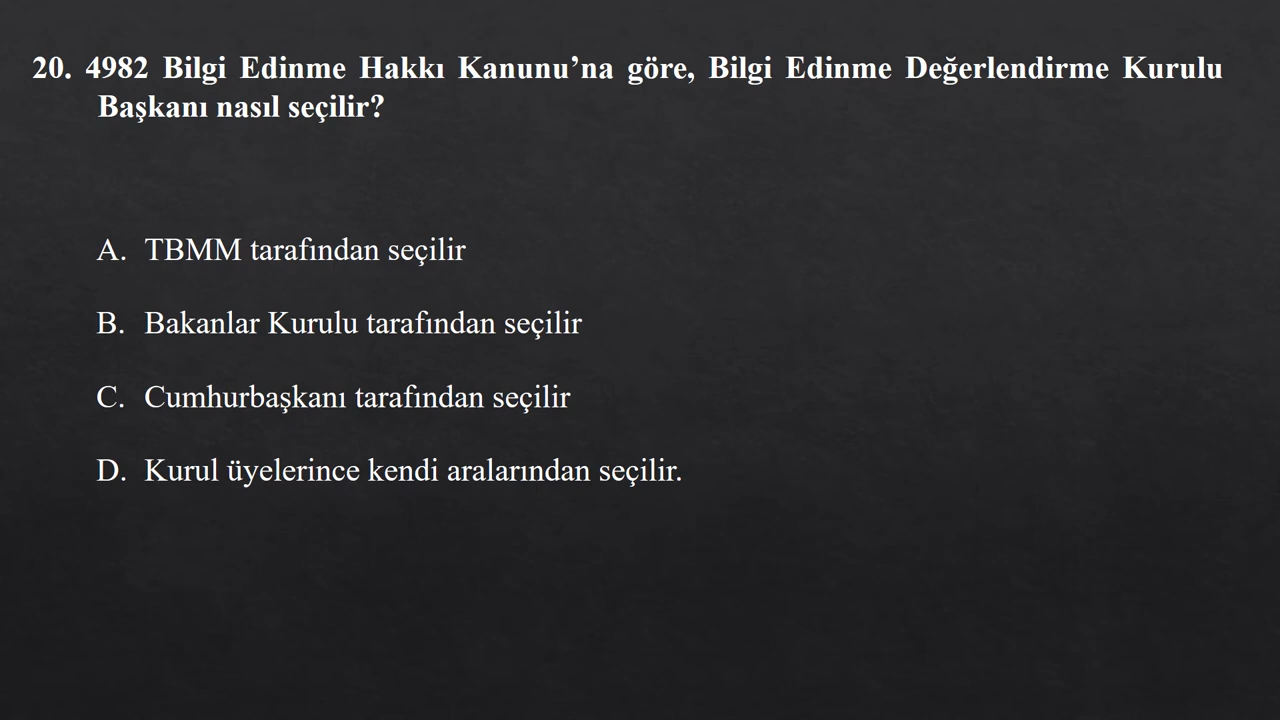 20. 4982 Bilgi Edinme Hakkı Kanunu’na göre, Bilgi Edinme Değerlendirme Kurulu
Başkanı nasıl seçilir?
A. TBMM tarafından seçilir
B. Bakanlar Kurulu tarafından seçilir
C. Cumhurbaşkanı tarafından seçilir
D. Kurul üyelerince kendi aralarından seçilir.